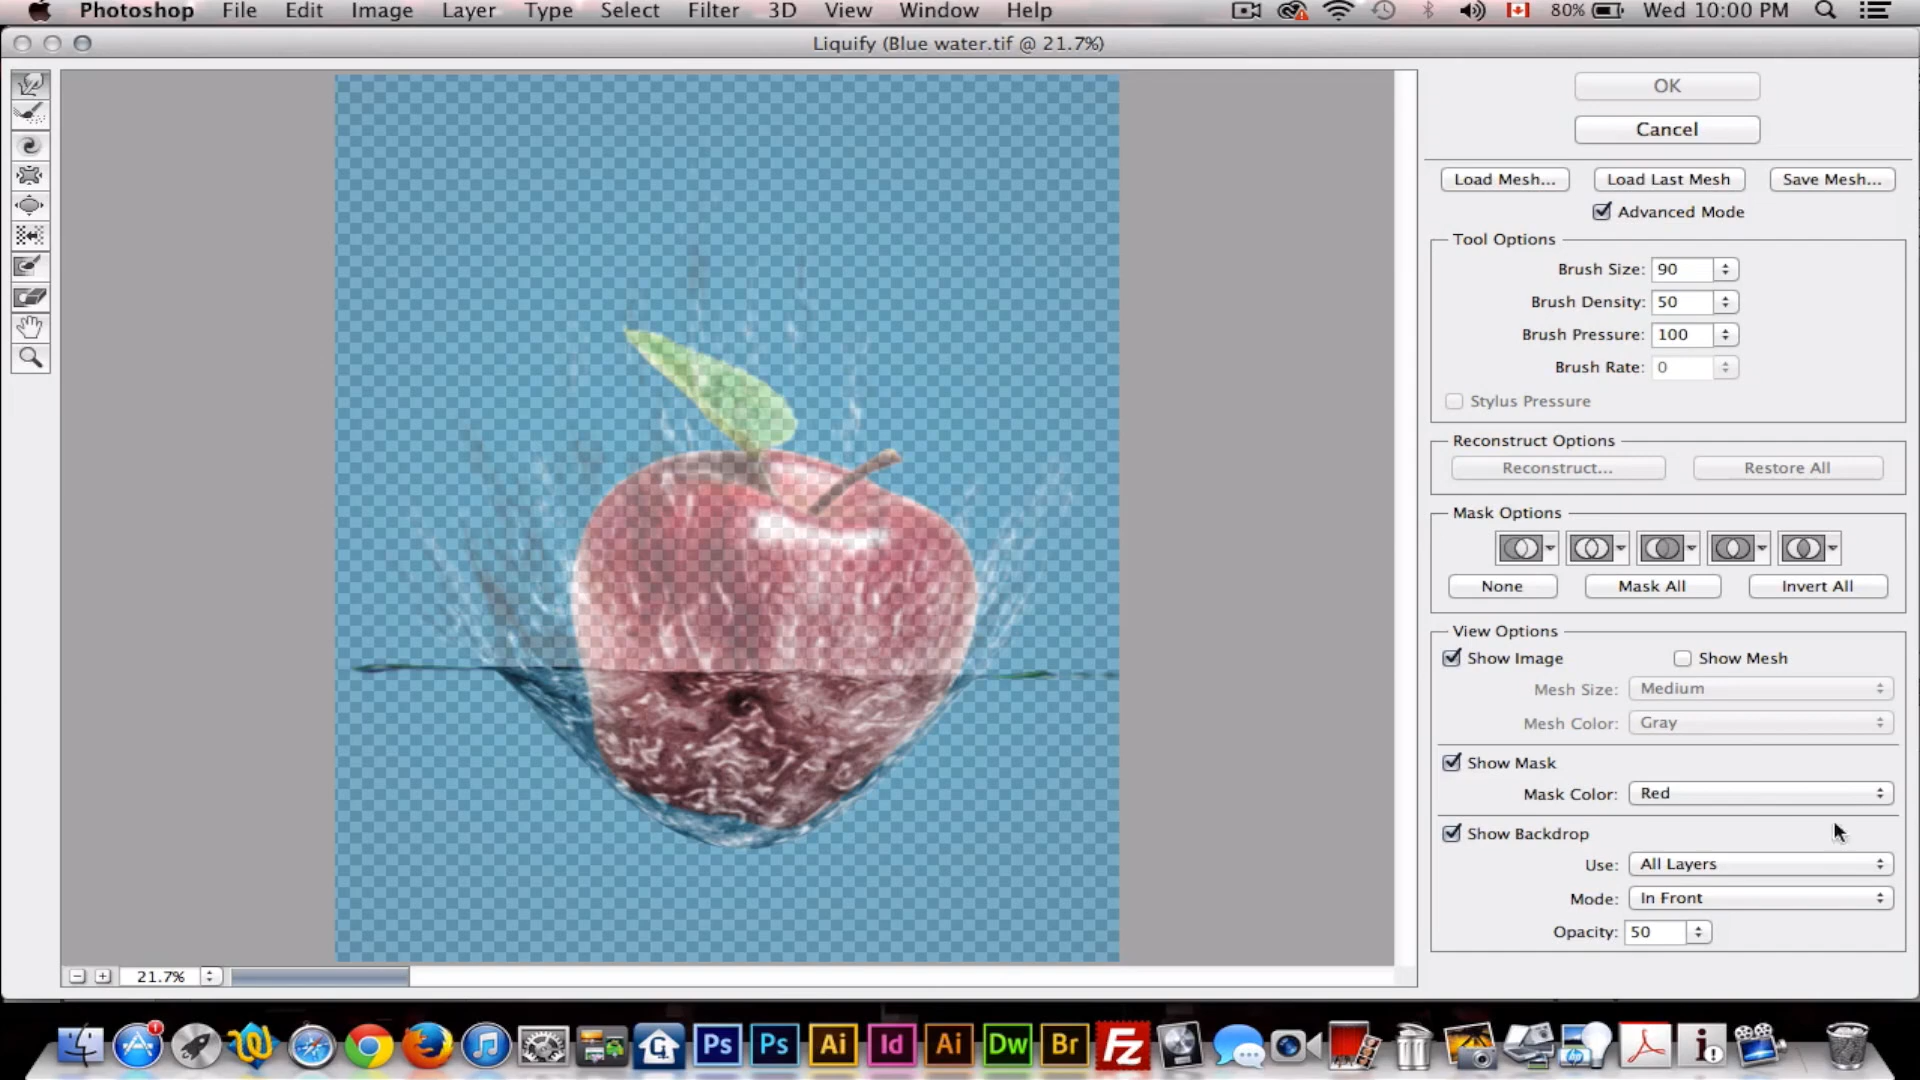 Photoshop File Edit Image Layer Type Select Filter 3D View Window Help 80% Wed 10:00 PM
Liquify (Blue water.tif @ 21.7%)
OK
Cancel
Load Mesh... Load Last Mesh Save Mesh...
Advanced Mode
Tool Options
Brush Size: 90
Brush Density: 50
Brush Pressure: 100
Brush Rate: 0
Stylus Pressure
Reconstruct Options
Reconstruct... Restore All
Mask Options
None Mask All Invert All
View Options
Show Image Show Mesh
Mesh Size: Medium
Mesh Color: Gray
Show Mask
Mask Color: Red
Show Backdrop
Use: All Layers
Mode: In Front
Opacity: 50
21.7%
Ps Ps Ai Id Ai Dw Br Fz